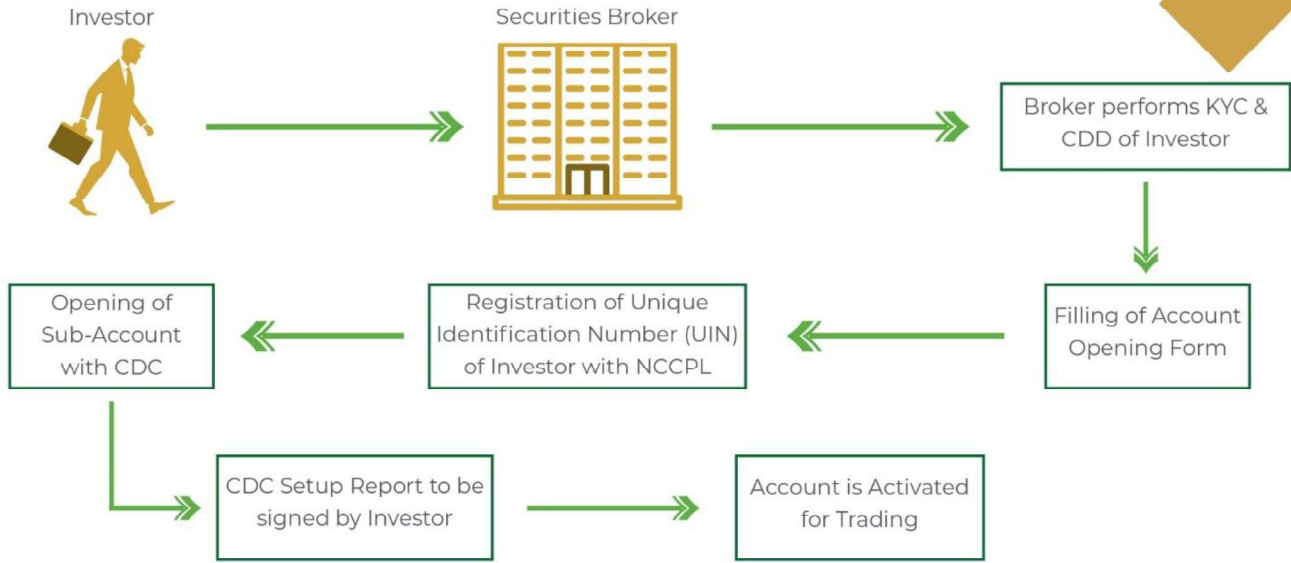 Investor
Securities Broker
Broker performs KYC &
CDD of Investor
Filling of Account
Opening Form
Registration of Unique
Identification Number (UIN)
of Investor with NCCPL
Opening of
Sub-Account
with CDC
CDC Setup Report to be
signed by Investor
Account is Activated
for Trading